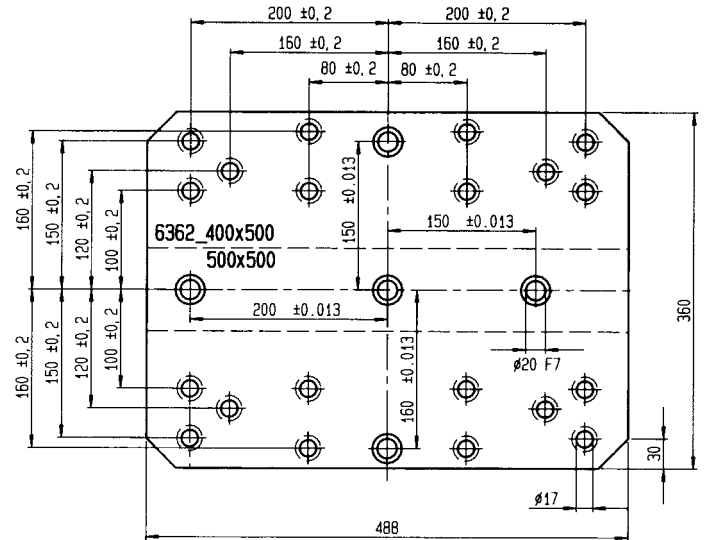 200 ±0,2 200 ±0,2
160 ±0,2 160 ±0,2
80 ±0,2 80 ±0,2
160 ±0,2
150 ±0,2
120 ±0,2
100 ±0,2
150 ±0.013
150 ±0.013
6362_400x500
500x500
200 ±0.013
160 ±0,2
150 ±0,2
120 ±0,2
100 ±0,2
160 ±0.013
ø20 F7
360
30
ø17
488